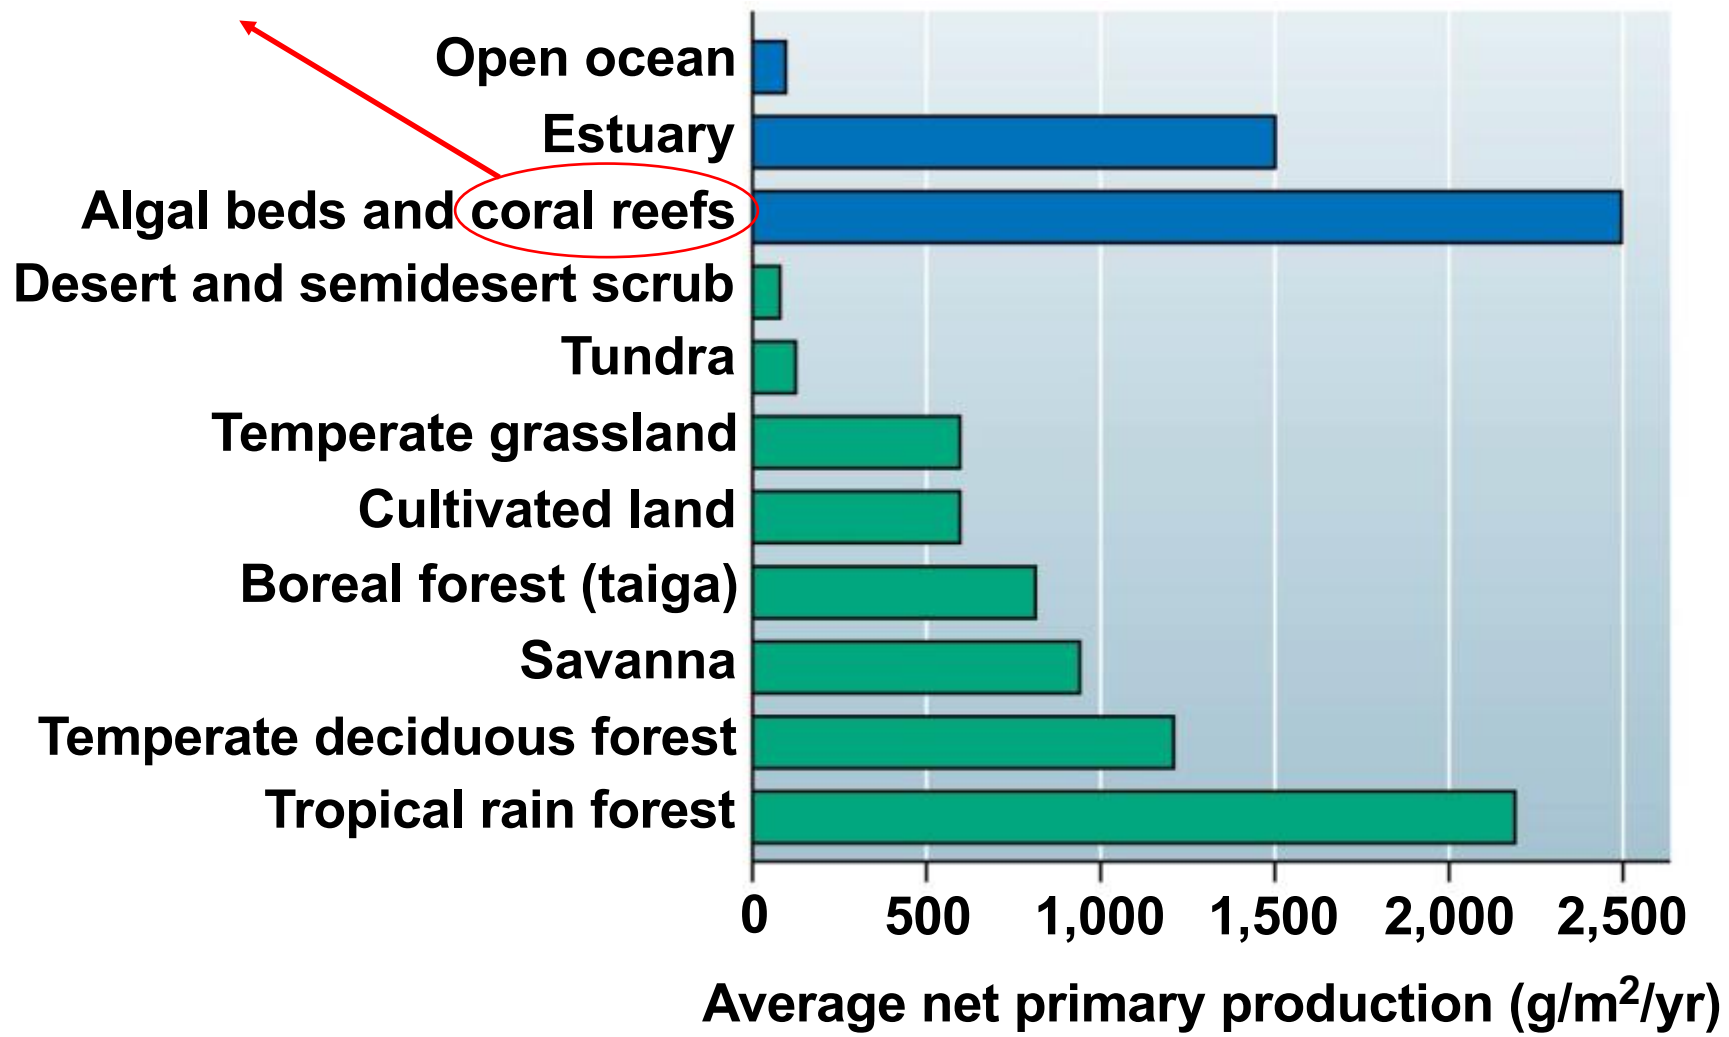 Open ocean
Estuary
Algal beds and coral reefs
Desert and semidesert scrub
Tundra
Temperate grassland
Cultivated land
Boreal forest (taiga)
Savanna
Temperate deciduous forest
Tropical rain forest
0 500 1,000 1,500 2,000 2,500
Average net primary production (g/m²/yr)